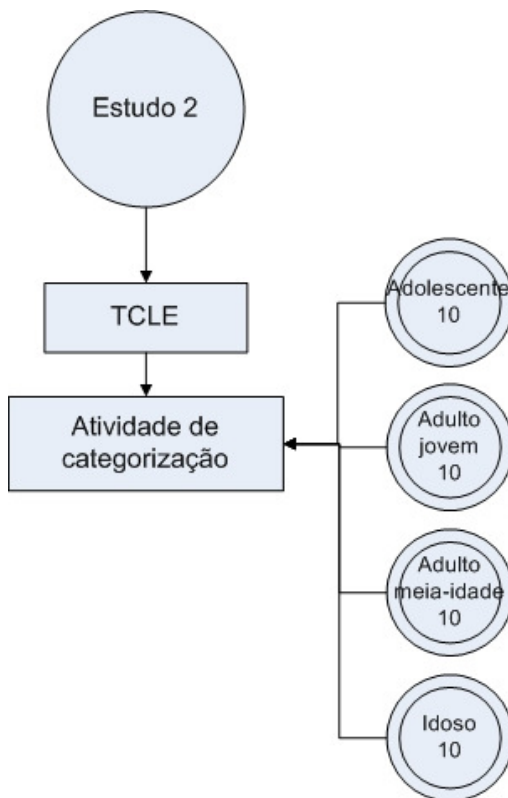 Estudo 2
TCLE
Atividade de
categorização
Adolescente
10
Adulto
jovem
10
Adulto
meia-idade
10
Idoso
10